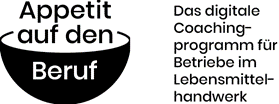 Appetit
auf den
Beruf
Das digitale
Coaching-
programm für
Betriebe im
Lebensmittel-
handwerk